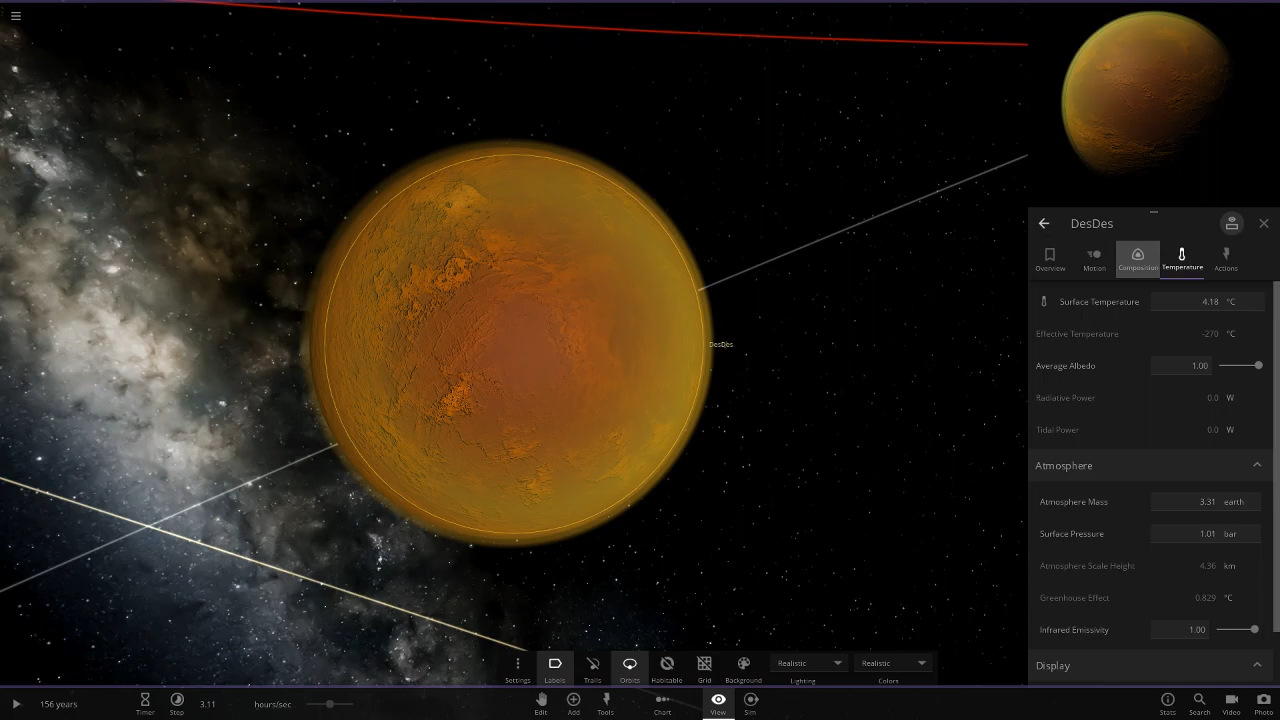 DesDes
Overview Motion Composition Temperature Actions
Surface Temperature 4.18 °C
Effective Temperature -270 °C
DesDes
Average Albedo 1.00
Radiative Power 0.0 W
Tidal Power 0.0 W
Atmosphere
Atmosphere Mass 3.31 earth
Surface Pressure 1.01 bar
Atmosphere Scale Height 4.36 km
Greenhouse Effect 0.829 °C
Infrared Emissivity 1.00
Display
Realistic Realistic
Settings Labels Trails Orbits Habitable Grid Background Lighting Colors
156 years Timer Step 3.11 hours/sec Edit Add Tools Chart View Sim Stats Search Video Photo